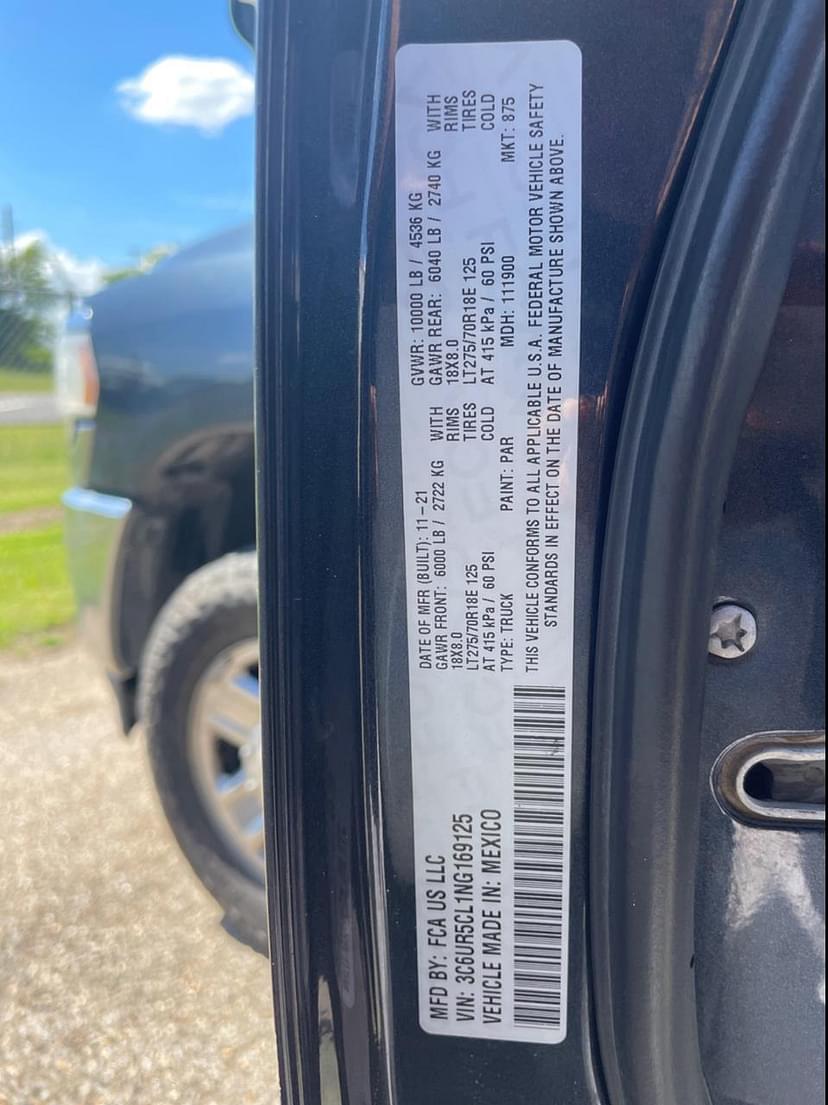 MFD BY: FCA US LLC
VIN: 3C6UR5CL1NG169125
VEHICLE MADE IN: MEXICO
DATE OF MFR (BUILT): 11-21 GVWR: 10000 LB / 4536 KG
GAWR FRONT: 6000 LB / 2722 KG WITH GAWR REAR: 6040 LB / 2740 KG WITH
18X8.0 RIMS 18X8.0 RIMS
LT275/70R18E 125 TIRES LT275/70R18E 125 TIRES
AT 415 kPa / 60 PSI COLD AT 415 kPa / 60 PSI COLD
TYPE: TRUCK PAINT: PAR MDH: 111900 MKT: 875
THIS VEHICLE CONFORMS TO ALL APPLICABLE U.S.A. FEDERAL MOTOR VEHICLE SAFETY
STANDARDS IN EFFECT ON THE DATE OF MANUFACTURE SHOWN ABOVE.